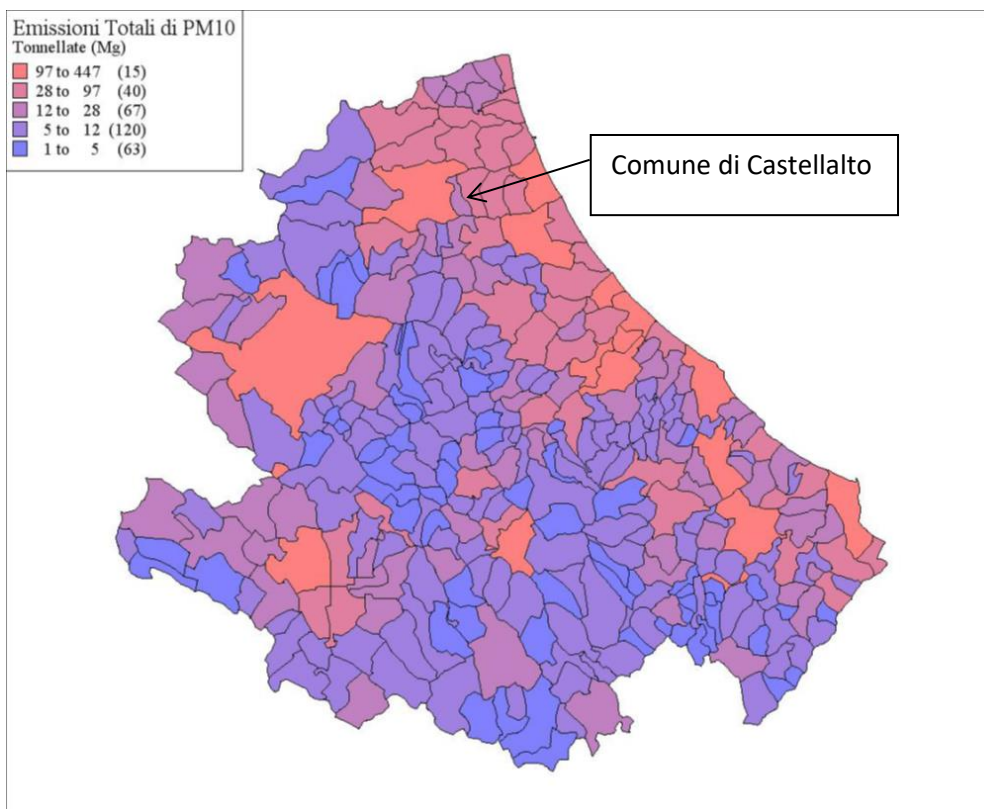 Emissioni Totali di PM10
Tonnellate (Mg)
97 to 447 (15)
28 to 97 (40)
12 to 28 (67)
5 to 12 (120)
1 to 5 (63)
Comune di Castellalto